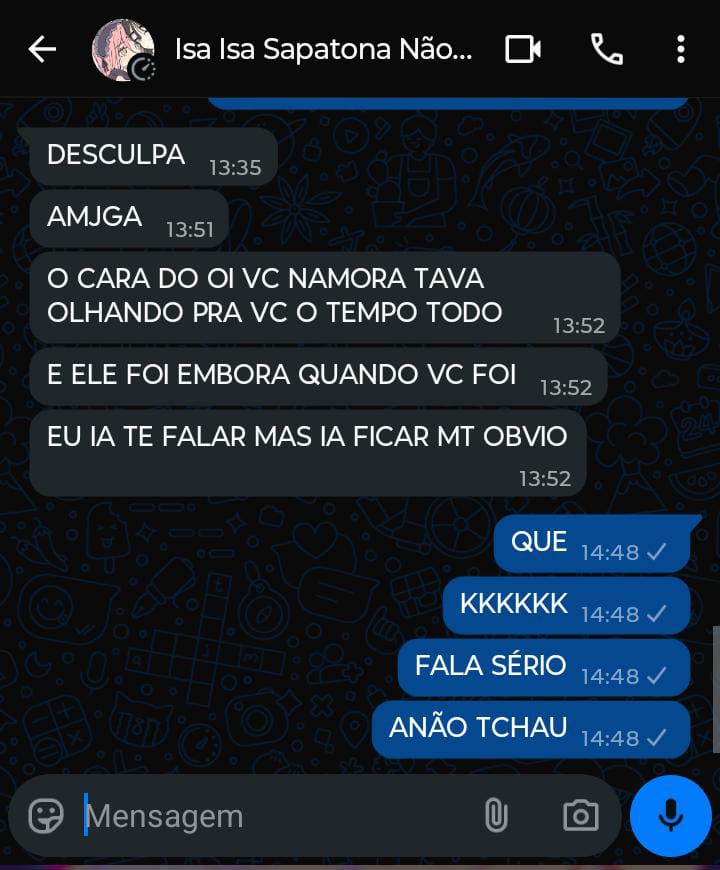 Isa Isa Sapatona Não...
DESCULPA 13:35
AMJGA 13:51
O CARA DO OI VC NAMORA TAVA
OLHANDO PRA VC O TEMPO TODO 13:52
E ELE FOI EMBORA QUANDO VC FOI 13:52
EU IA TE FALAR MAS IA FICAR MT OBVIO
13:52
QUE 14:48
KKKKKK 14:48
FALA SÉRIO 14:48
ANÃO TCHAU 14:48
Mensagem